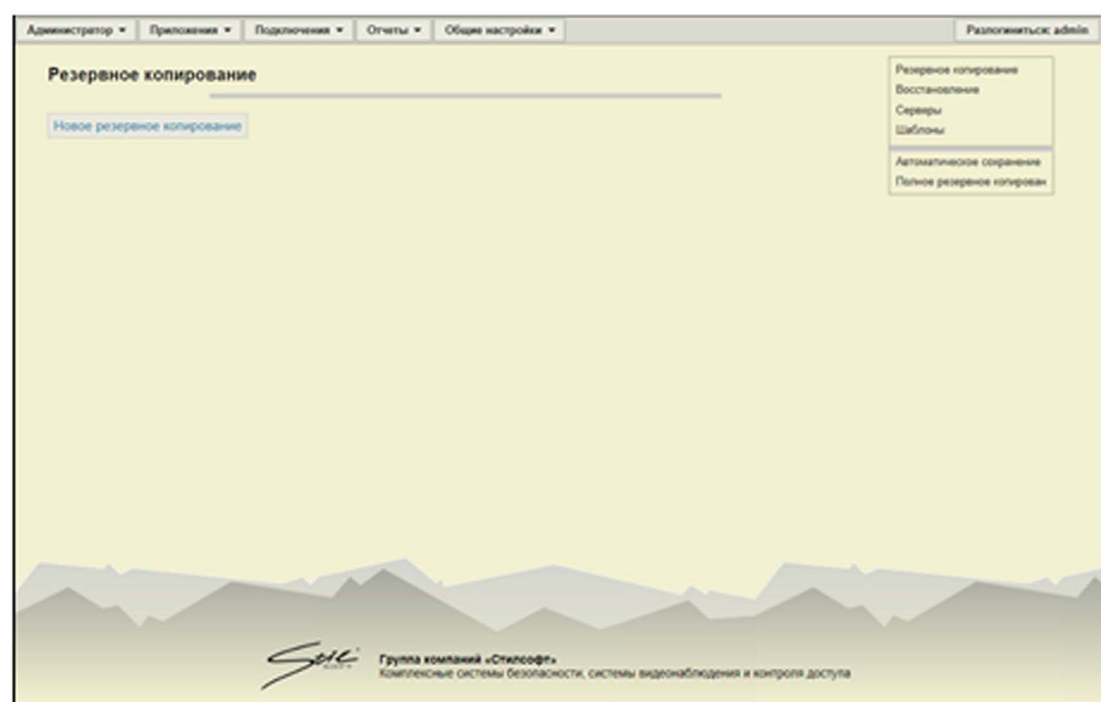 Администратор
Приложения
Подключения
Отчеты
Общие настройки
Разлогиниться: admin
Резервное копирование
Новое резервное копирование
Резервное копирование
Восстановление
Серверы
Шаблоны
Автоматическое сохранение
Полное резервное копирован
Группа компаний «Стилсофт»
Комплексные системы безопасности, системы видеонаблюдения и контроля доступа